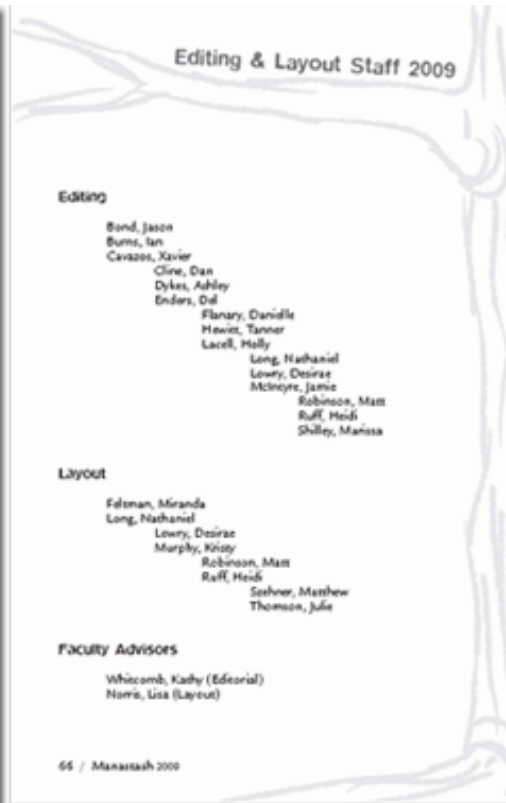 Editing & Layout Staff 2009
Editing
Bond, Jason
Burns, Ian
Cavazos, Xavier
Cline, Dan
Dykes, Ashley
Enders, Del
Flanary, Danielle
Hewitt, Tanner
Lacell, Holly
Long, Nathaniel
Lowry, Desirae
McIntyre, Jamie
Robinson, Matt
Ruff, Heidi
Shilley, Marissa
Layout
Feltman, Miranda
Long, Nathaniel
Lowry, Desirae
Murphy, Kristy
Robinson, Matt
Ruff, Heidi
Matthew
Thomson, Julie
Faculty Advisors
Whitcomb, Kathy (Editorial)
Norris, Lisa (Layout)
66 / Manastash 2009